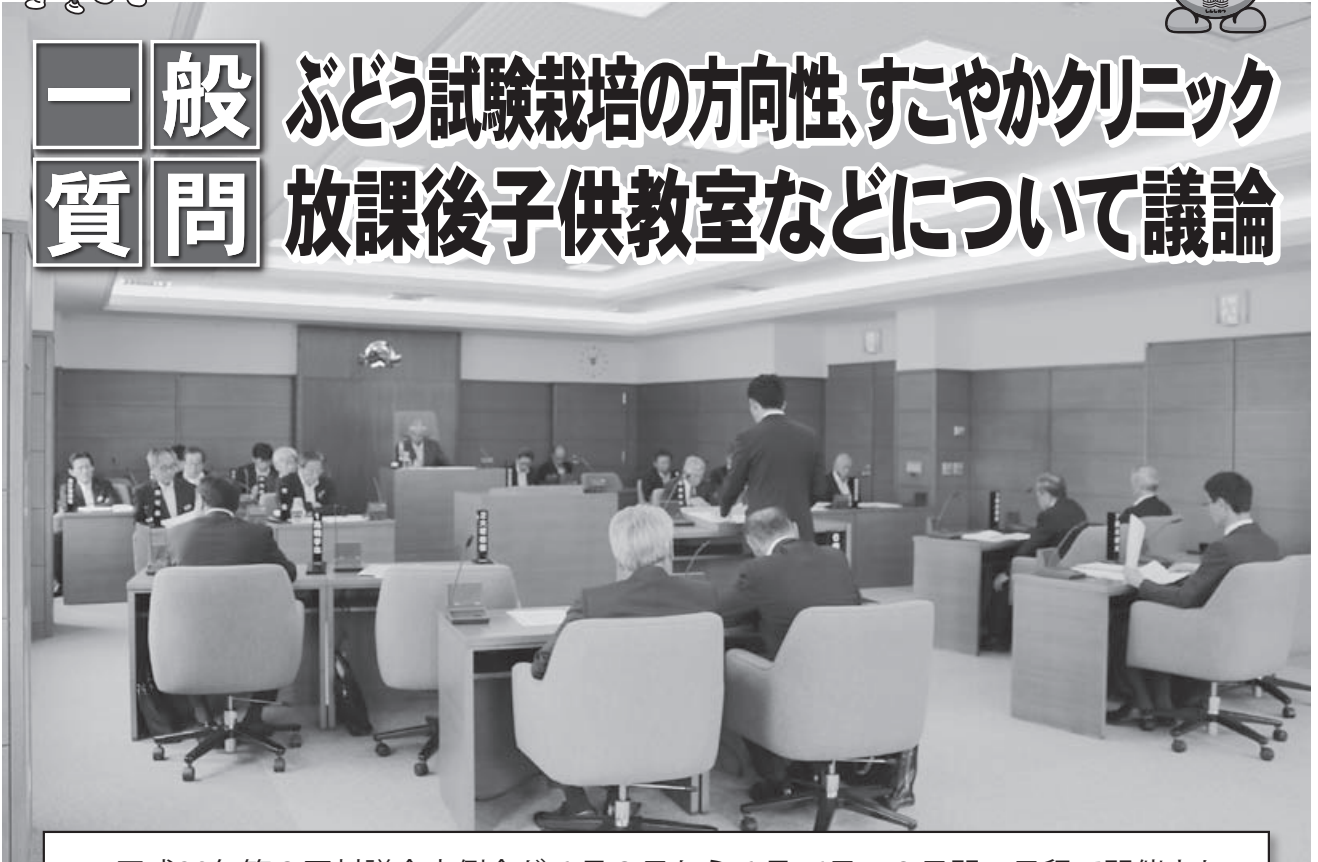 一般質問
ぶどう試験栽培の方向性、すこやかクリニック
放課後子供教室などについて議論